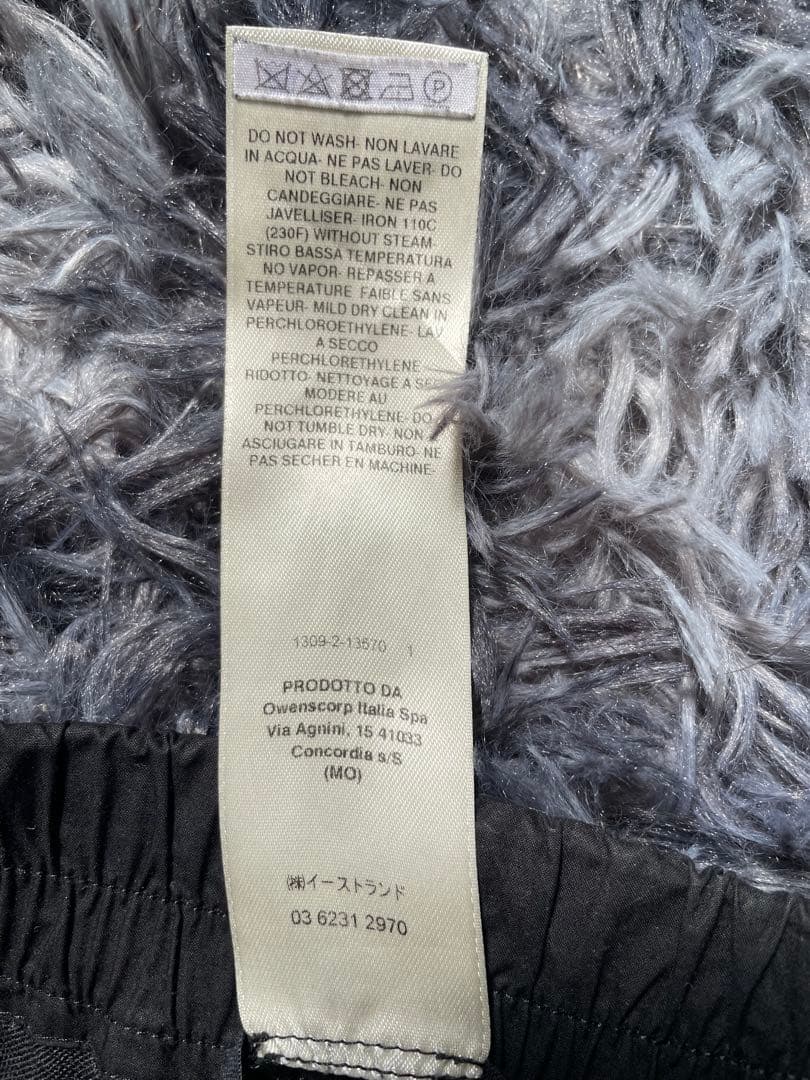 P
DO NOT WASH- NON LAVARE
IN ACQUA- NE PAS LAVER- DO
NOT BLEACH- NON
CANDEGGIARE- NE PAS
JAVELLISER- IRON 110C
(230F) WITHOUT STEAM-
STIRO BASSA TEMPERATURA
NO VAPOR- REPASSER A
TEMPERATURE FAIBLE SANS
VAPEUR- MILD DRY CLEAN IN
PERCHLOROETHYLENE- LAV
A SECCO
PERCHLORETHYLENE
RIDOTTO- NETTOYAGE A
MODERE AU
PERCHLORETHYLENE- DO
NOT TUMBLE DRY- NON
ASCIUGARE IN TAMBURO- NE
PAS SECHER EN MACHINE-
1309-2-13570 1
PRODOTTO DA
Owenscorp Italia Spa
Via Agnini, 15 41033
Concordia s/S
(MO)
㈱イーストランド
03 6231 2970